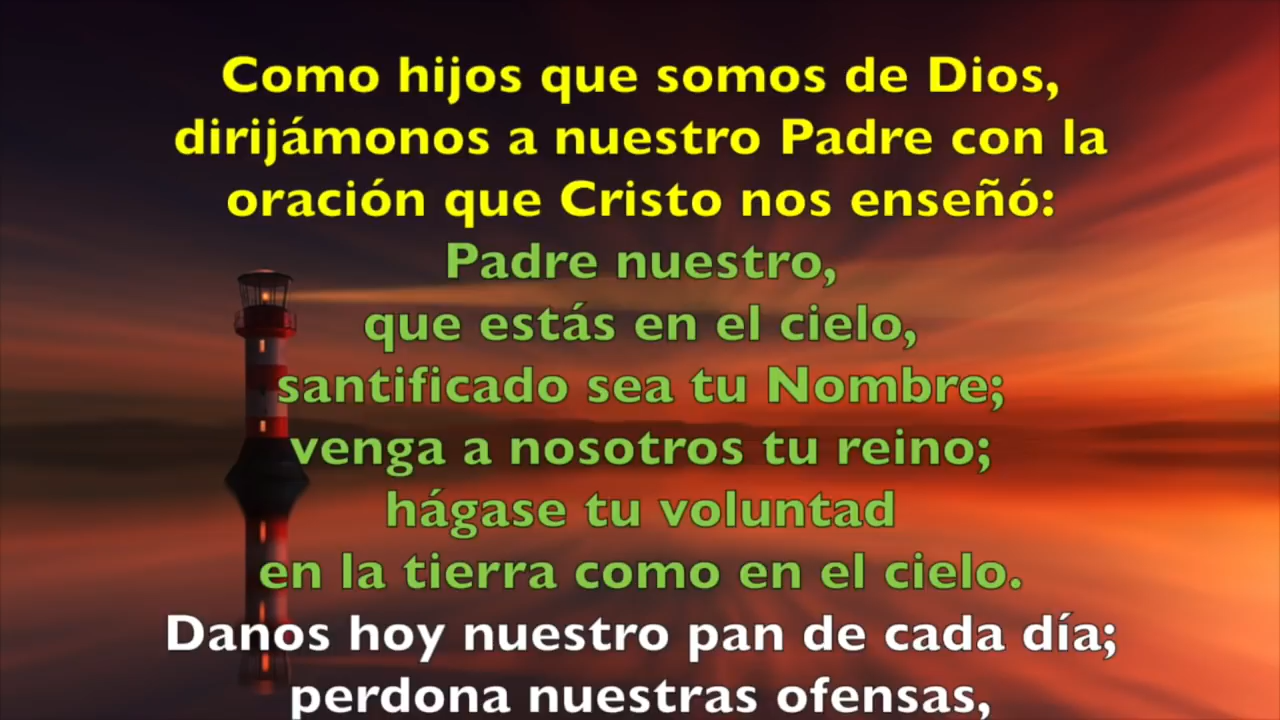 Como hijos que somos de Dios,
dirijámonos a nuestro Padre con la
oración que Cristo nos enseñó:
Padre nuestro,
que estás en el cielo,
santificado sea tu Nombre;
venga a nosotros tu reino;
hágase tu voluntad
en la tierra como en el cielo.
Danos hoy nuestro pan de cada día;
perdona nuestras ofensas,